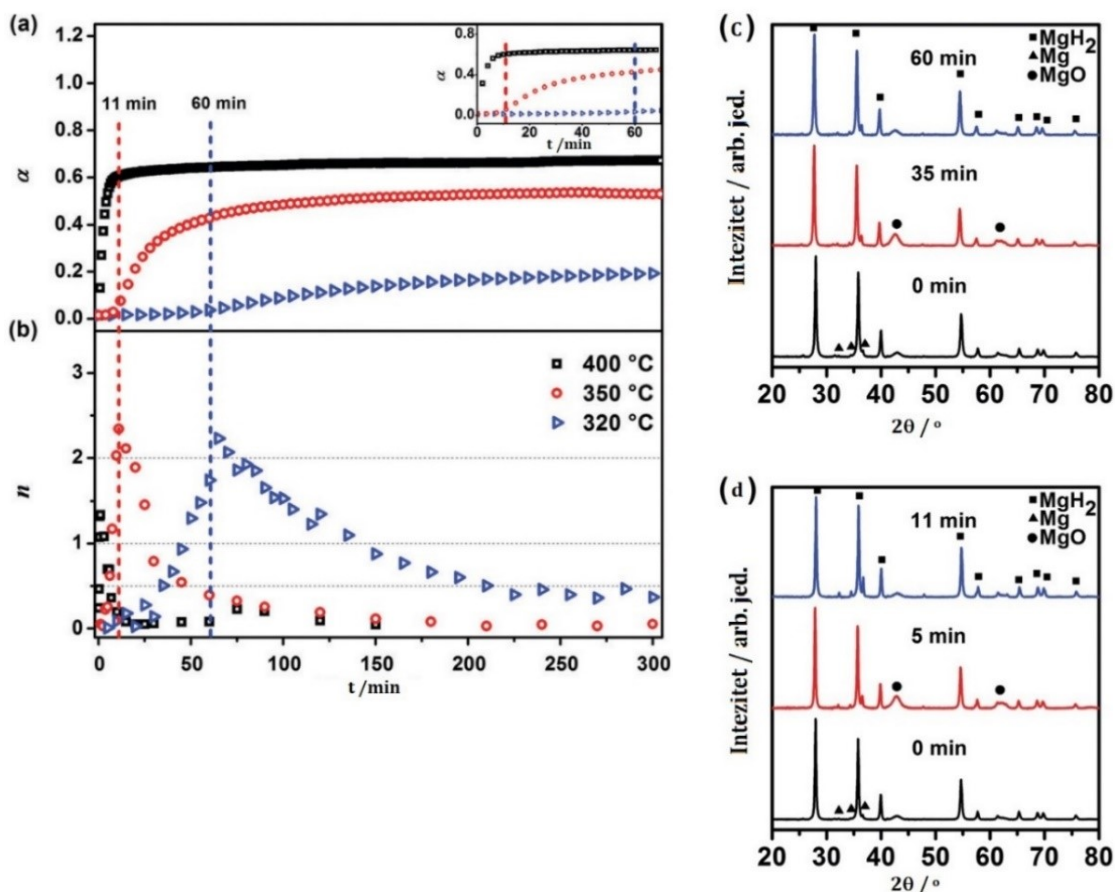 (a)
1.2
1.0
0.8
0.6
0.4
0.2
0.0
α
11 min
60 min
0.8
0.4
0.0
α
0 20 40 60
t /min
(b)
3
2
1
0
n
400 °C
350 °C
320 °C
0 50 100 150 200 250 300
t /min
(c)
MgH2
Mg
MgO
60 min
35 min
0 min
Intezitet / arb. jed.
20 30 40 50 60 70 80
2θ / °
(d)
MgH2
Mg
MgO
11 min
5 min
0 min
Intezitet / arb. jed.
20 30 40 50 60 70 80
2θ / °